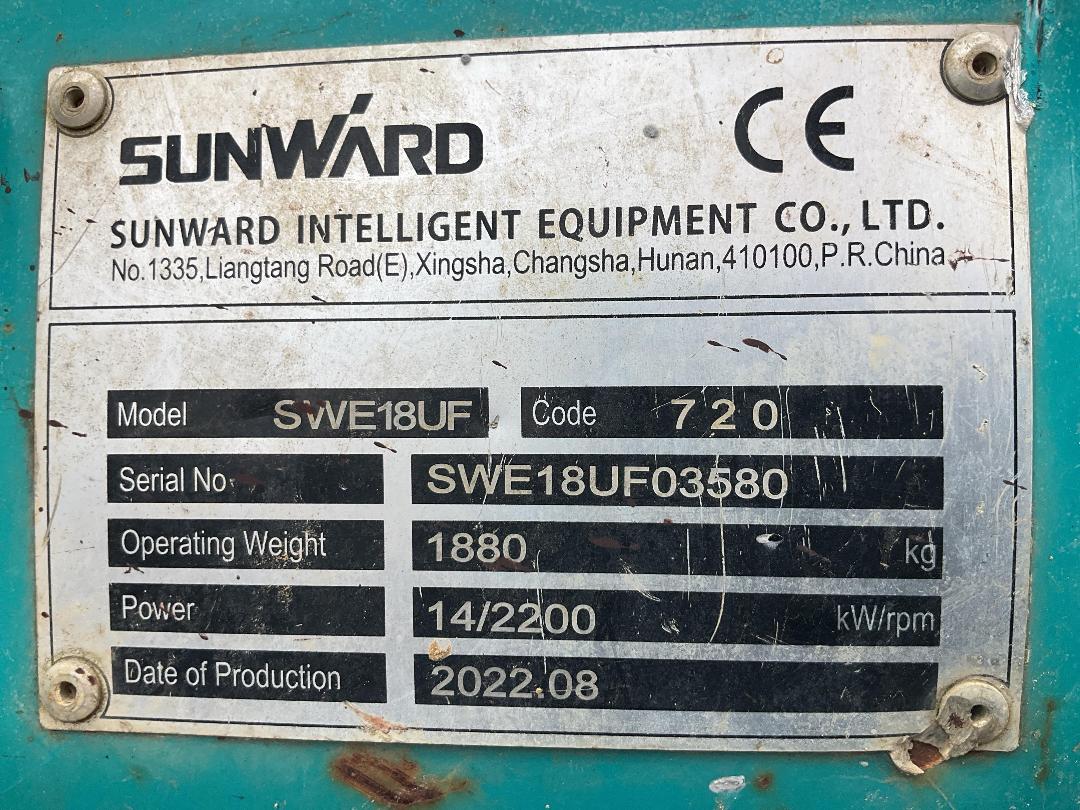 SUNWARD CE
SUNWARD INTELLIGENT EQUIPMENT CO., LTD.
No.1335,Liangtang Road(E),Xingsha,Changsha,Hunan,410100,P.R.China
Model SWE18UF Code 720
Serial No SWE18UF03580
Operating Weight 1880 kg
Power 14/2200 kW/rpm
Date of Production 2022.08